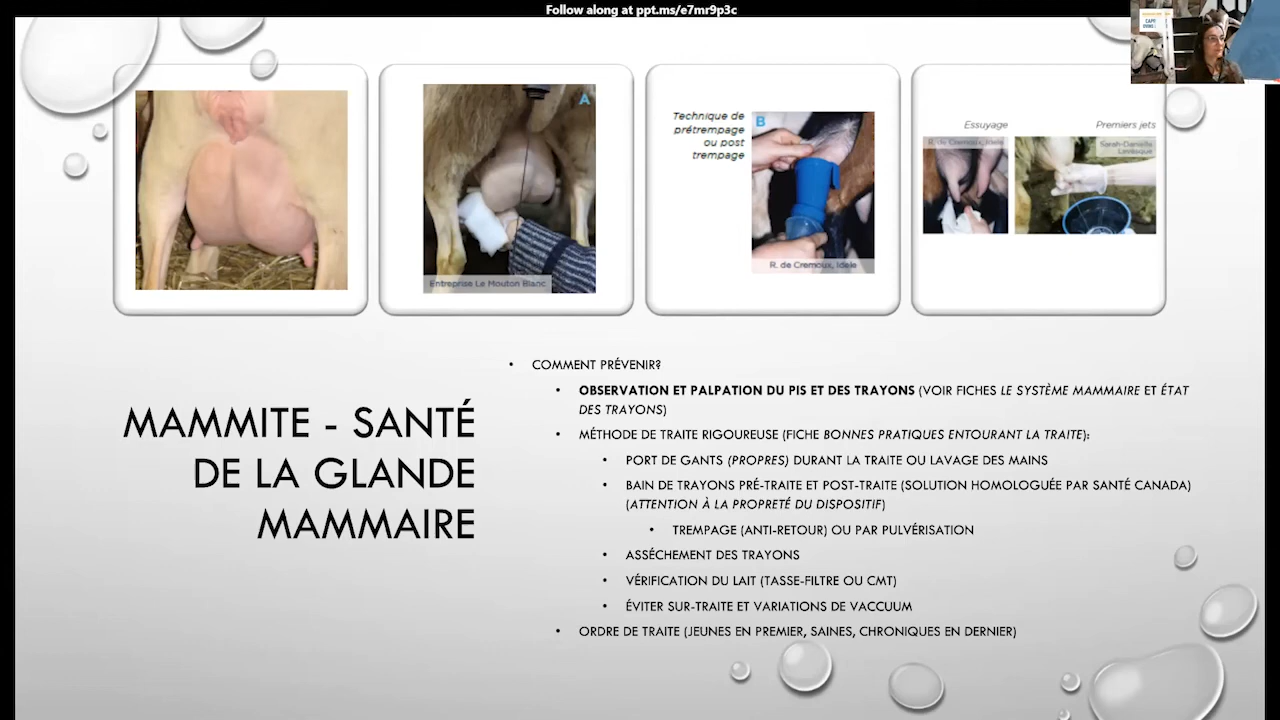 Follow along at ppt.ms/e7mr9p3c
A
Entreprise Le Mouton Blanc
Technique de
prétrempage
ou post
trempage
B
R. de Cremoux, Idele
Essuyage
R. de Cremoux, Idele
Premiers jets
Sarah-Danielle
Levesque
MAMMITE - SANTÉ
DE LA GLANDE
MAMMAIRE
• COMMENT PRÉVENIR?
• OBSERVATION ET PALPATION DU PIS ET DES TRAYONS (VOIR FICHES LE SYSTÈME MAMMAIRE ET ÉTAT
DES TRAYONS)
• MÉTHODE DE TRAITE RIGOUREUSE (FICHE BONNES PRATIQUES ENTOURANT LA TRAITE):
• PORT DE GANTS (PROPRES) DURANT LA TRAITE OU LAVAGE DES MAINS
• BAIN DE TRAYONS PRÉ-TRAITE ET POST-TRAITE (SOLUTION HOMOLOGUÉE PAR SANTÉ CANADA)
(ATTENTION À LA PROPRETÉ DU DISPOSITIF)
• TREMPAGE (ANTI-RETOUR) OU PAR PULVÉRISATION
• ASSÉCHEMENT DES TRAYONS
• VÉRIFICATION DU LAIT (TASSE-FILTRE OU CMT)
• ÉVITER SUR-TRAITE ET VARIATIONS DE VACCUUM
• ORDRE DE TRAITE (JEUNES EN PREMIER, SAINES, CHRONIQUES EN DERNIER)